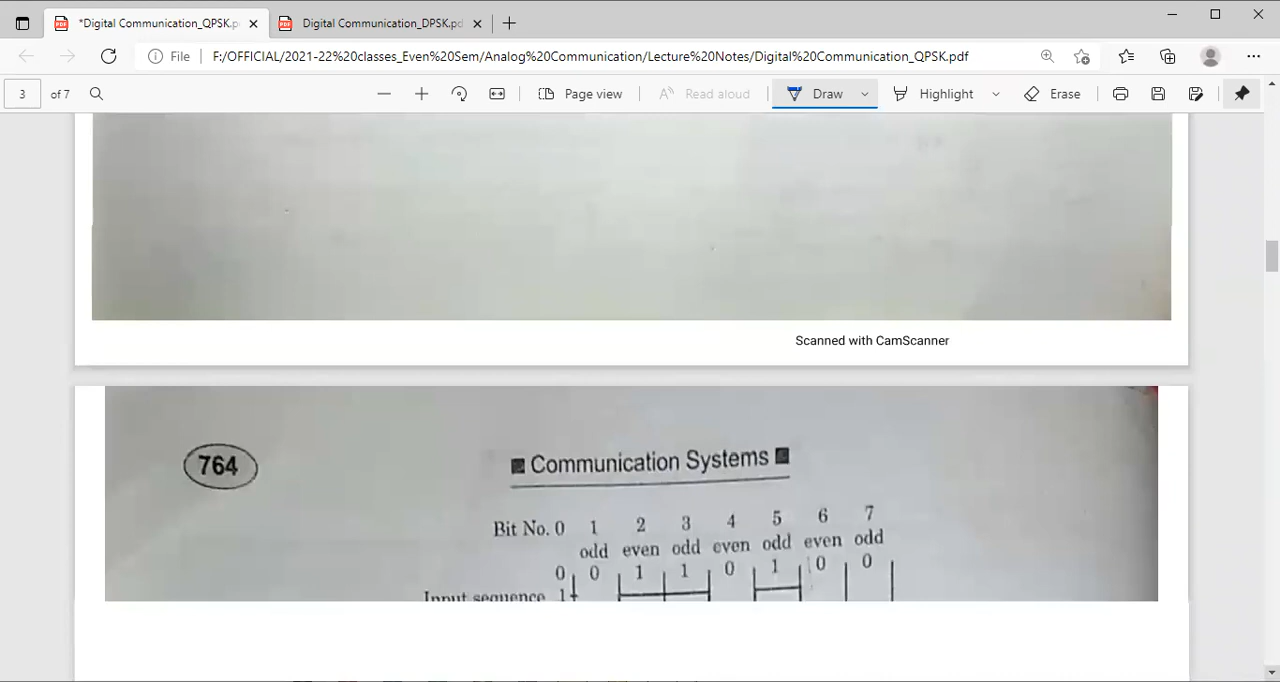 *Digital Communication_QPSK.p
Digital Communication_DPSK.pd
File F:/OFFICIAL/2021-22%20classes_Even%20Sem/Analog%20Communication/Lecture%20Notes/Digital%20Communication_QPSK.pdf
3 of 7 Page view Read aloud Draw Highlight Erase
Scanned with CamScanner
764
Communication Systems
Bit No. 0 1 2 3 4 5 6 7
odd even odd even odd even odd
0 0 1 1 0 1 0 0
Input sequence 1